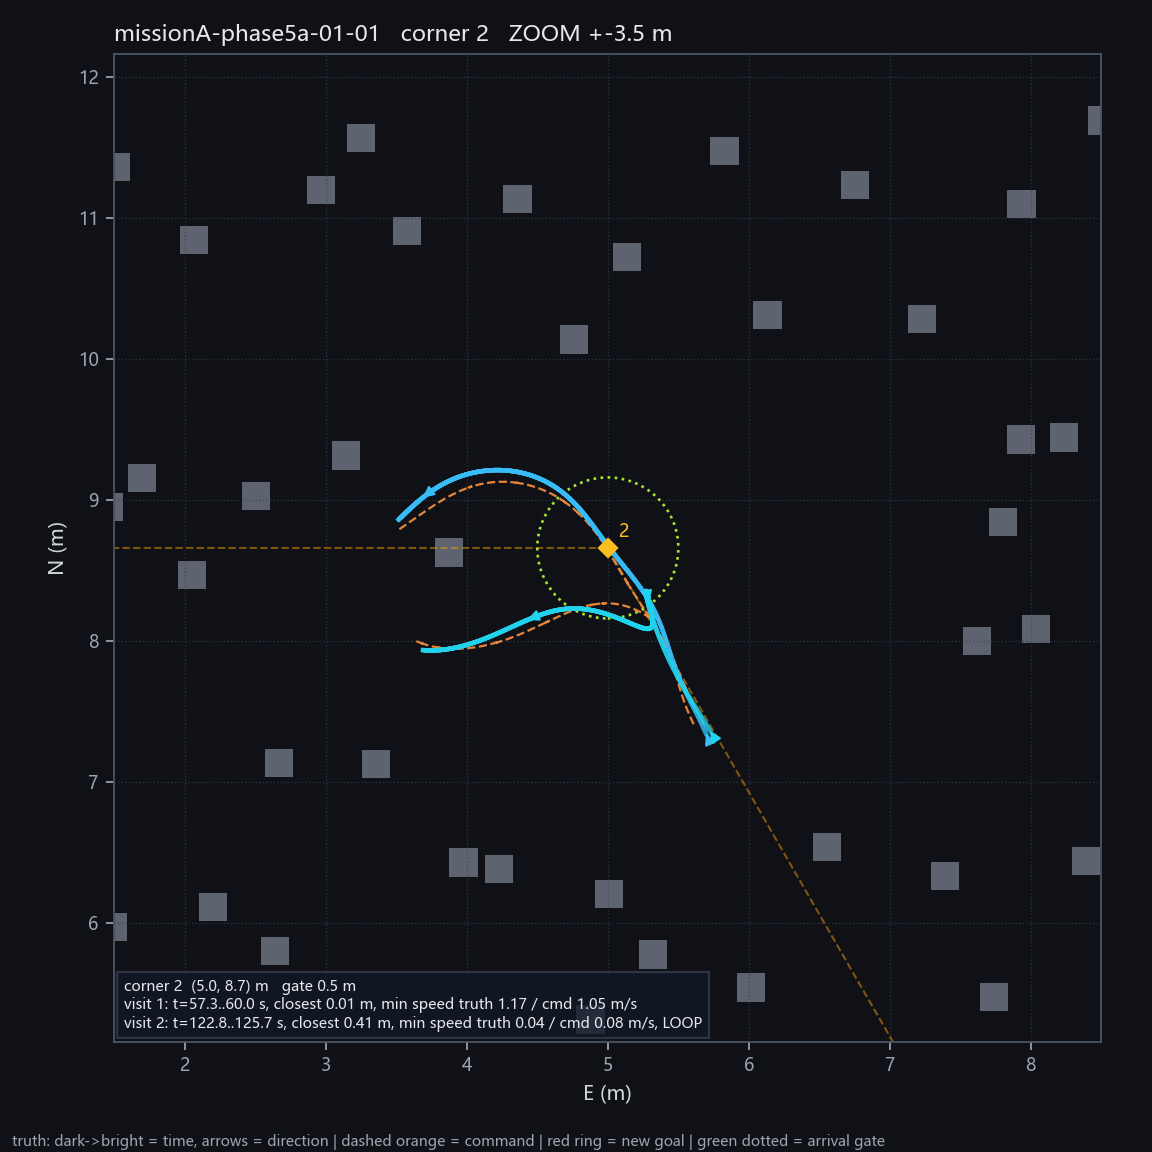 missionA-phase5a-01-01   corner 2   ZOOM +-3.5 m
12
11
10
9
8
7
6
N (m)
2
corner 2  (5.0, 8.7) m   gate 0.5 m
visit 1: t=57.3..60.0 s, closest 0.01 m, min speed truth 1.17 / cmd 1.05 m/s
visit 2: t=122.8..125.7 s, closest 0.41 m, min speed truth 0.04 / cmd 0.08 m/s, LOOP
2 3 4 5 6 7 8
E (m)
truth: dark->bright = time, arrows = direction | dashed orange = command | red ring = new goal | green dotted = arrival gate